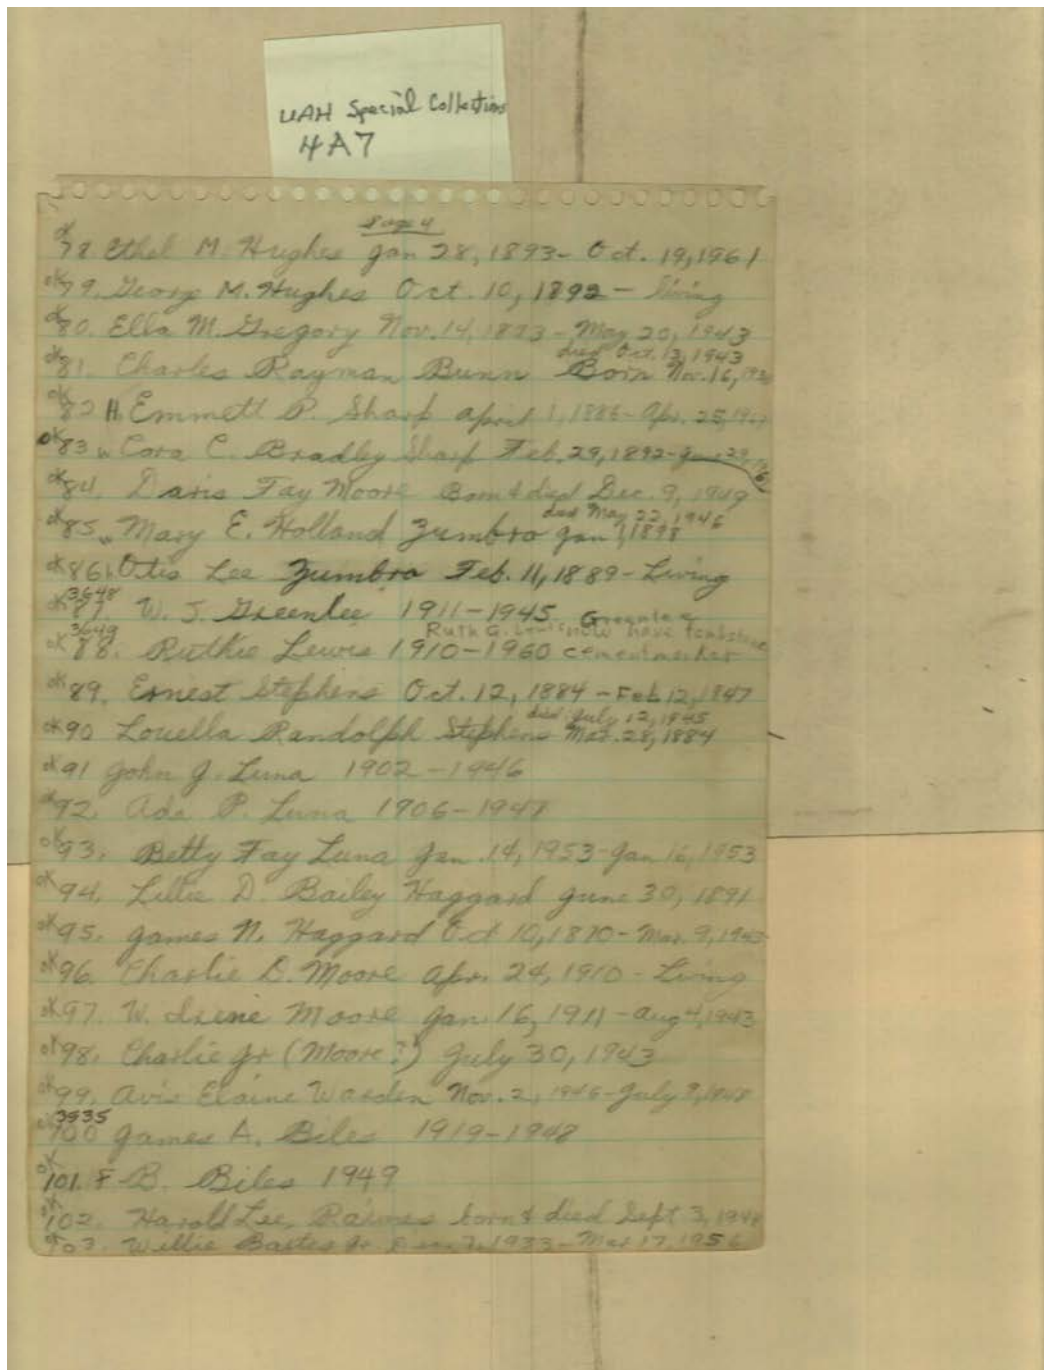 UAH Special Collections
4A7
Page 4
ok 78 Ethel M. Hughes Jan 28, 1893- Oct. 19, 1961
ok 79. George M. Hughes Oct. 10, 1892 - living
ok 80. Ella M. Gregory Nov. 14, 1873 - May 20, 1943
died Oct. 13, 1943
ok 81. Charles Rayman Bunn Born Nov. 16,
ok 82 H. Emmett P. Sharp April 1, 1886- Apr. 25,
ok 83 w Cora C. Bradby Sharp Feb. 29, 1892-
ok 84. Daris Fay Moore Born & died Dec. 9, 1949
died May 22, 1946
ok 85 w Mary E. Holland Zumbro Jan 1, 1898
ok 86 h Otis Lee Zumbro Feb. 11, 1889 - Living
3648
ok 87. W. J. Greenlee 1911-1945 Greenlee
3649 Ruth G. Lewis now have tombstone
ok 88. Ruthie Lewis 1910-1960 cement marker
ok 89. Ernest Stephens Oct. 12, 1884 - Feb 12, 1947
died July 12, 1945
ok 90 Louella Randolph Stephens Mar. 28, 1884
ok 91 John J. Luna 1902-1946
ok 92. Ada P. Luna 1906-1947
ok 93. Betty Fay Luna Jan. 14, 1953-Jan 16, 1953
ok 94. Lillie D. Bailey Haggard June 30, 1891
ok 95. James N. Haggard Oct 10, 1870- Mar. 9, 1943
ok 96. Charlie D. Moore Apr. 24, 1910 - Living
ok 97. W. Irene Moore Jan. 16, 1911 - Aug 4, 1943
ok 98. Charlie Jr (Moore?) July 30, 1943
ok 99. Avis Elaine Wasden Nov. 2, 1946-July
3935
ok 100 James A. Biles 1919-1948
ok 101. F B. Biles 1949
ok 102. Harold Lee Raines born & died Sept 3,
ok 103. Willie Bastes Jr. 7, 1933 - Mar 17, 1956